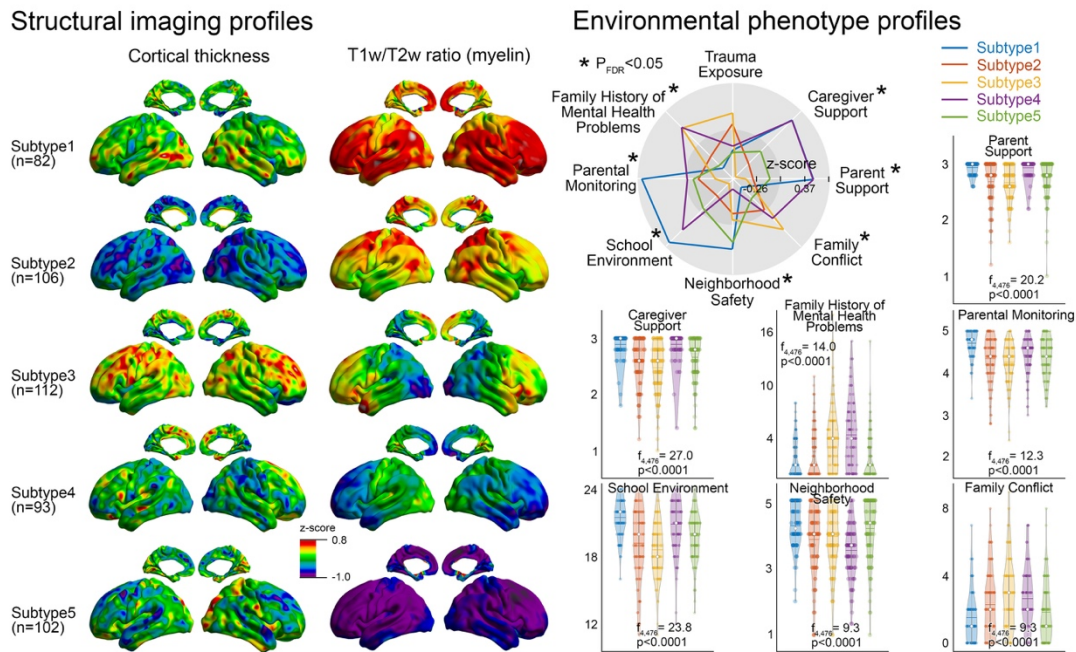 Structural imaging profiles
Cortical thickness
T1w/T2w ratio (myelin)
Subtype1
(n=82)
Subtype2
(n=106)
Subtype3
(n=112)
Subtype4
(n=93)
Subtype5
(n=102)
z-score
0.8
-1.0
Environmental phenotype profiles
* P_FDR<0.05
Trauma
Exposure
Caregiver*
Support
Parent*
Support
Family*
Conflict
Neighborhood*
Safety
School*
Environment
Parental*
Monitoring
Family History of*
Mental Health
Problems
z-score
-0.26
0.37
Subtype1
Subtype2
Subtype3
Subtype4
Subtype5
Parent
Support
3
2
1
f4,476= 20.2
p<0.0001
Caregiver
Support
3
2
1
f4,476= 27.0
p<0.0001
Family History of
Mental Health
Problems
16
10
4
f4,476= 14.0
p<0.0001
Parental Monitoring
5
4
3
2
f4,476= 12.3
p<0.0001
School Environment
24
18
12
f4,476= 23.8
p<0.0001
Neighborhood
Safety
5
3
1
f4,476= 9.3
p<0.0001
Family Conflict
8
4
0
f4,476= 9.3
p<0.0001